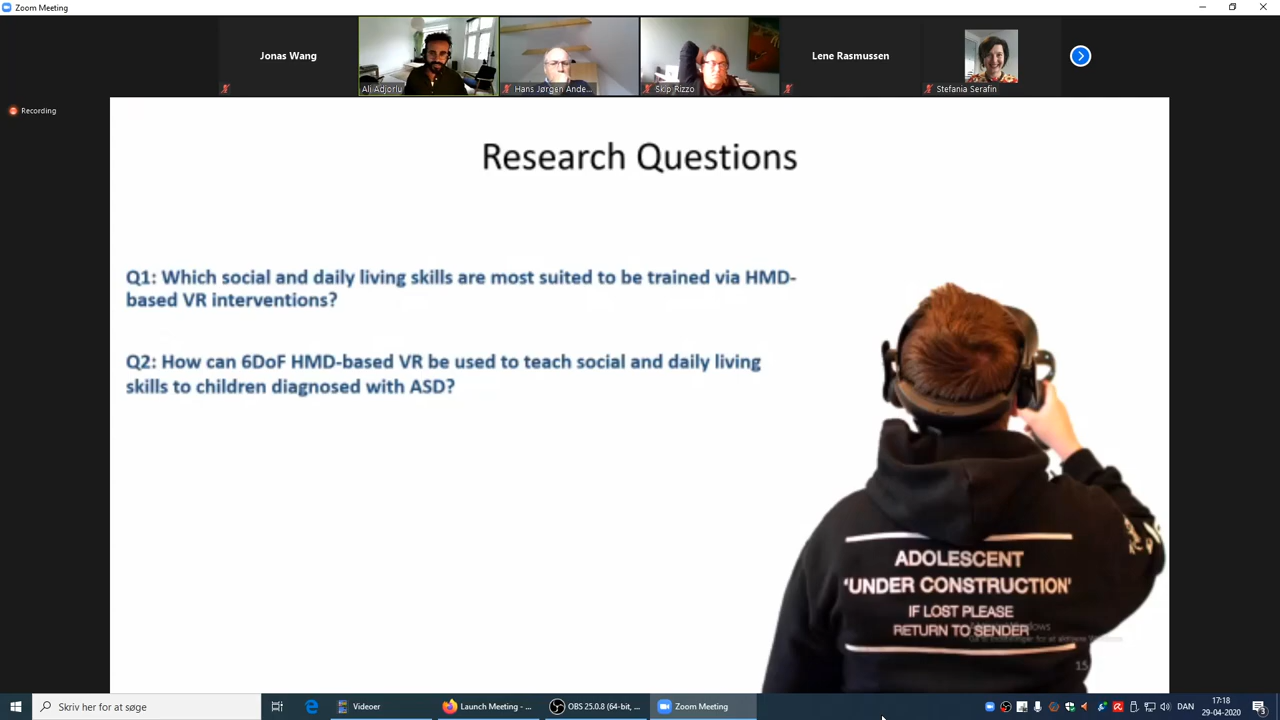 Zoom Meeting
Jonas Wang
Ali Adjorlu
Hans Jørgen Ande...
Skip Rizzo
Lene Rasmussen
Stefania Serafin
Recording
Research Questions
Q1: Which social and daily living skills are most suited to be trained via HMD-
based VR interventions?
Q2: How can 6DoF HMD-based VR be used to teach social and daily living
skills to children diagnosed with ASD?
ADOLESCENT
'UNDER CONSTRUCTION'
IF LOST PLEASE
RETURN TO SENDER
15
Skriv her for at søge
Videoer
Launch Meeting - ...
OBS 25.0.8 (64-bit, ...
Zoom Meeting
DAN
17:18
29-04-2020